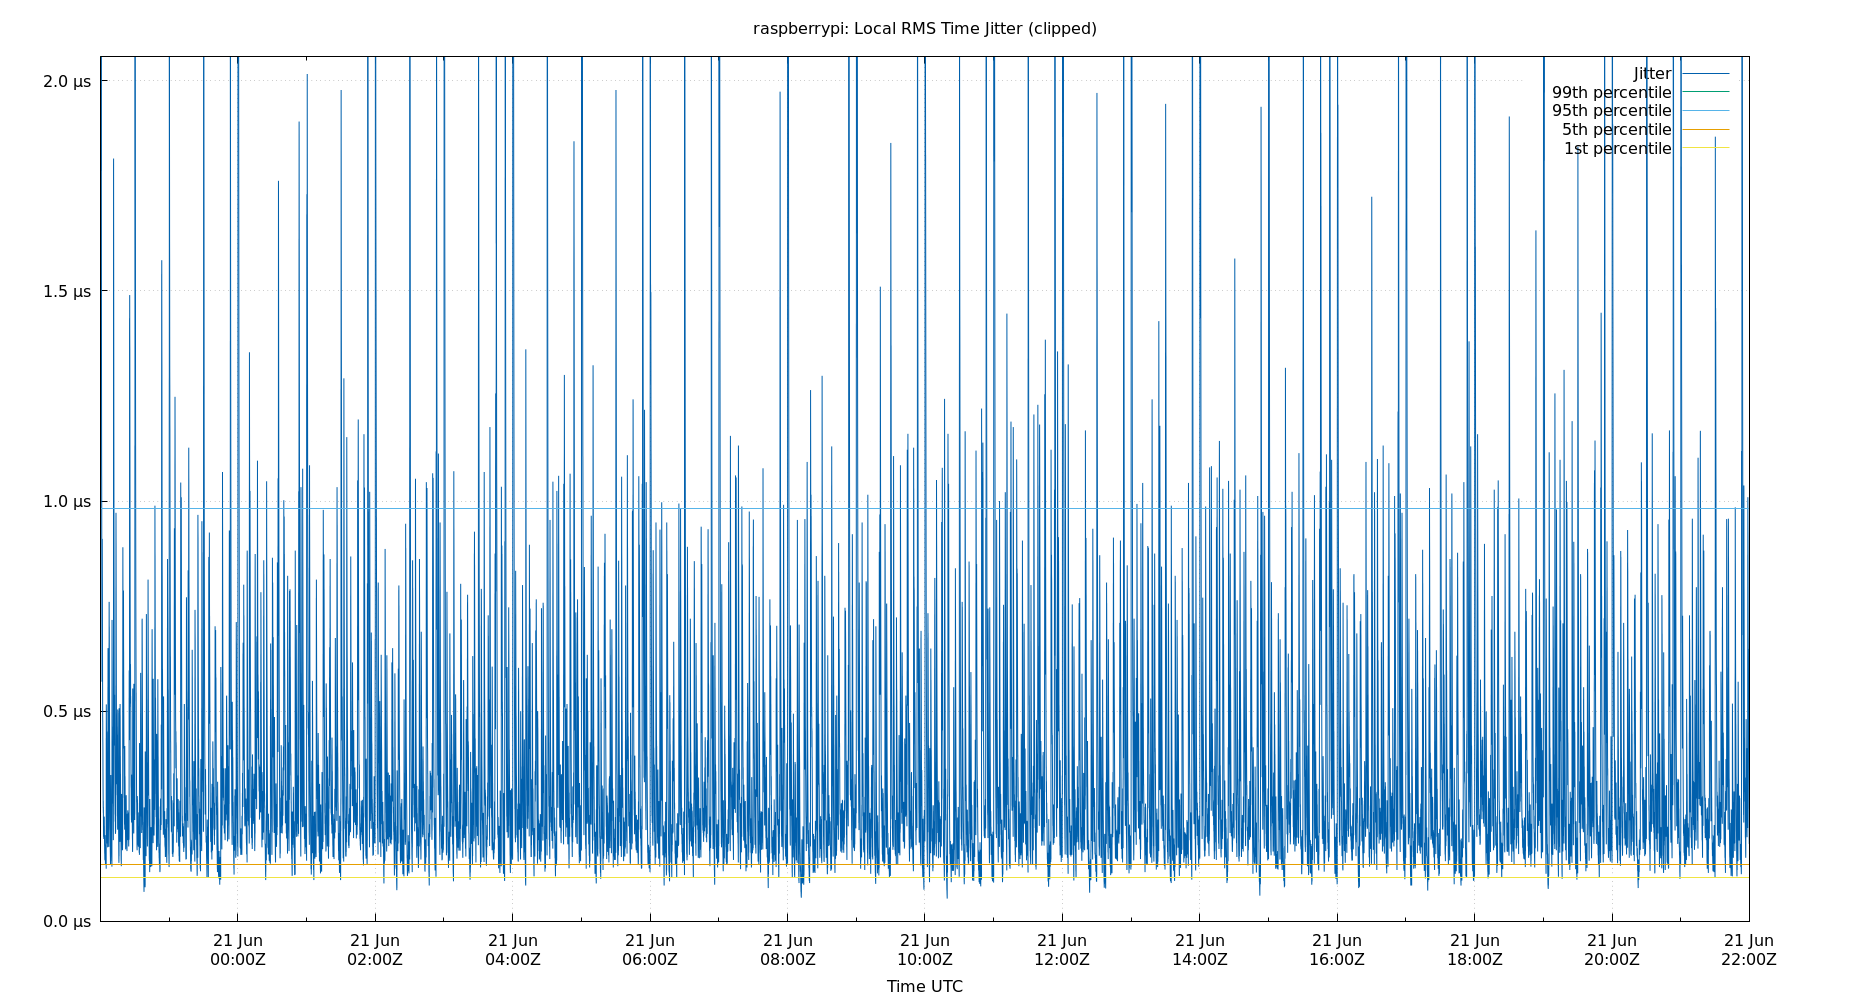 raspberrypi: Local RMS Time Jitter (clipped)
2.0 μs
1.5 μs
1.0 μs
0.5 μs
0.0 μs
Jitter
99th percentile
95th percentile
5th percentile
1st percentile
21 Jun 21 Jun 21 Jun 21 Jun 21 Jun 21 Jun 21 Jun 21 Jun 21 Jun 21 Jun 21 Jun 21 Jun
00:00Z 02:00Z 04:00Z 06:00Z 08:00Z 10:00Z 12:00Z 14:00Z 16:00Z 18:00Z 20:00Z 22:00Z
Time UTC